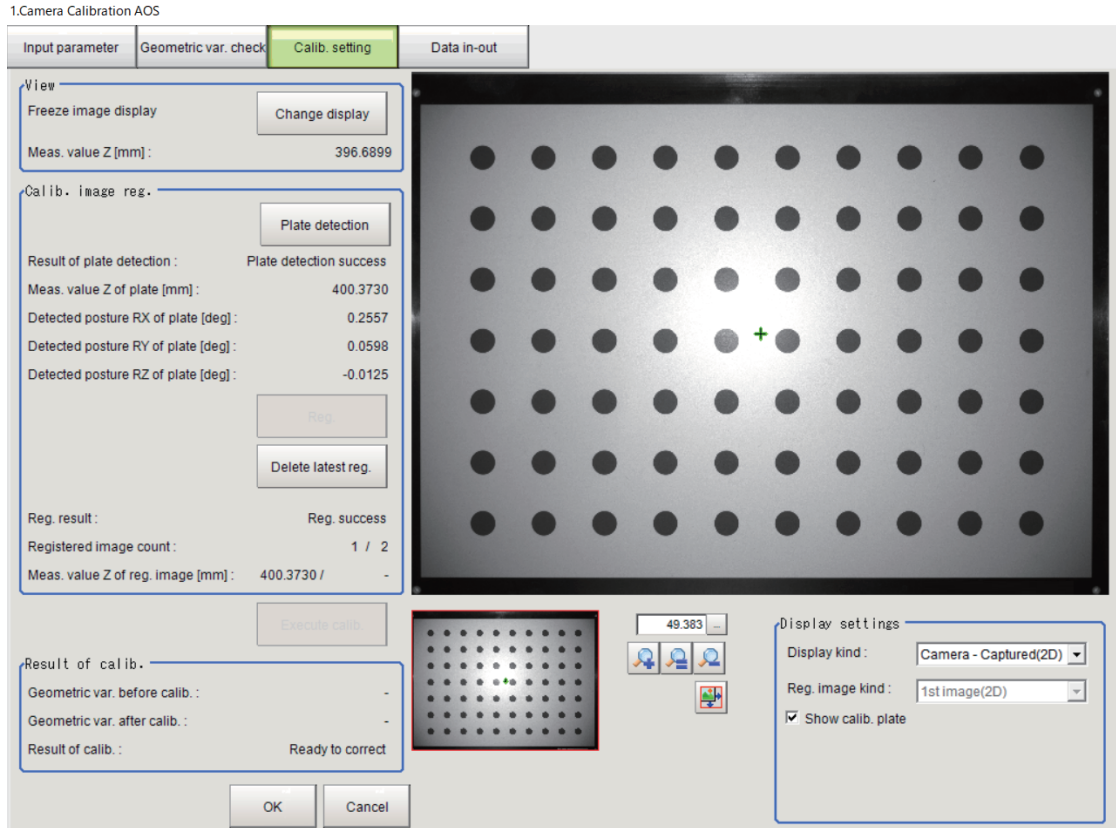 1.Camera Calibration AOS
Input parameter Geometric var. check Calib. setting Data in-out
View
Freeze image display Change display
Meas. value Z [mm] : 396.6899
Calib. image reg.
Plate detection
Result of plate detection : Plate detection success
Meas. value Z of plate [mm] : 400.3730
Detected posture RX of plate [deg] : 0.2557
Detected posture RY of plate [deg] : 0.0598
Detected posture RZ of plate [deg] : -0.0125
Reg.
Delete latest reg.
Reg. result : Reg. success
Registered image count : 1 / 2
Meas. value Z of reg. image [mm] : 400.3730 / -
Execute calib.
Result of calib.
Geometric var. before calib. : -
Geometric var. after calib. : -
Result of calib. : Ready to correct
OK Cancel
49.383 ...
Display settings
Display kind : Camera - Captured(2D)
Reg. image kind : 1st image(2D)
Show calib. plate